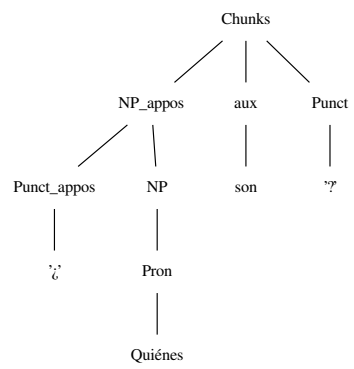 Chunks
NP_appos aux Punct
Punct_appos NP son '?'
'¿' Pron
Quiénes